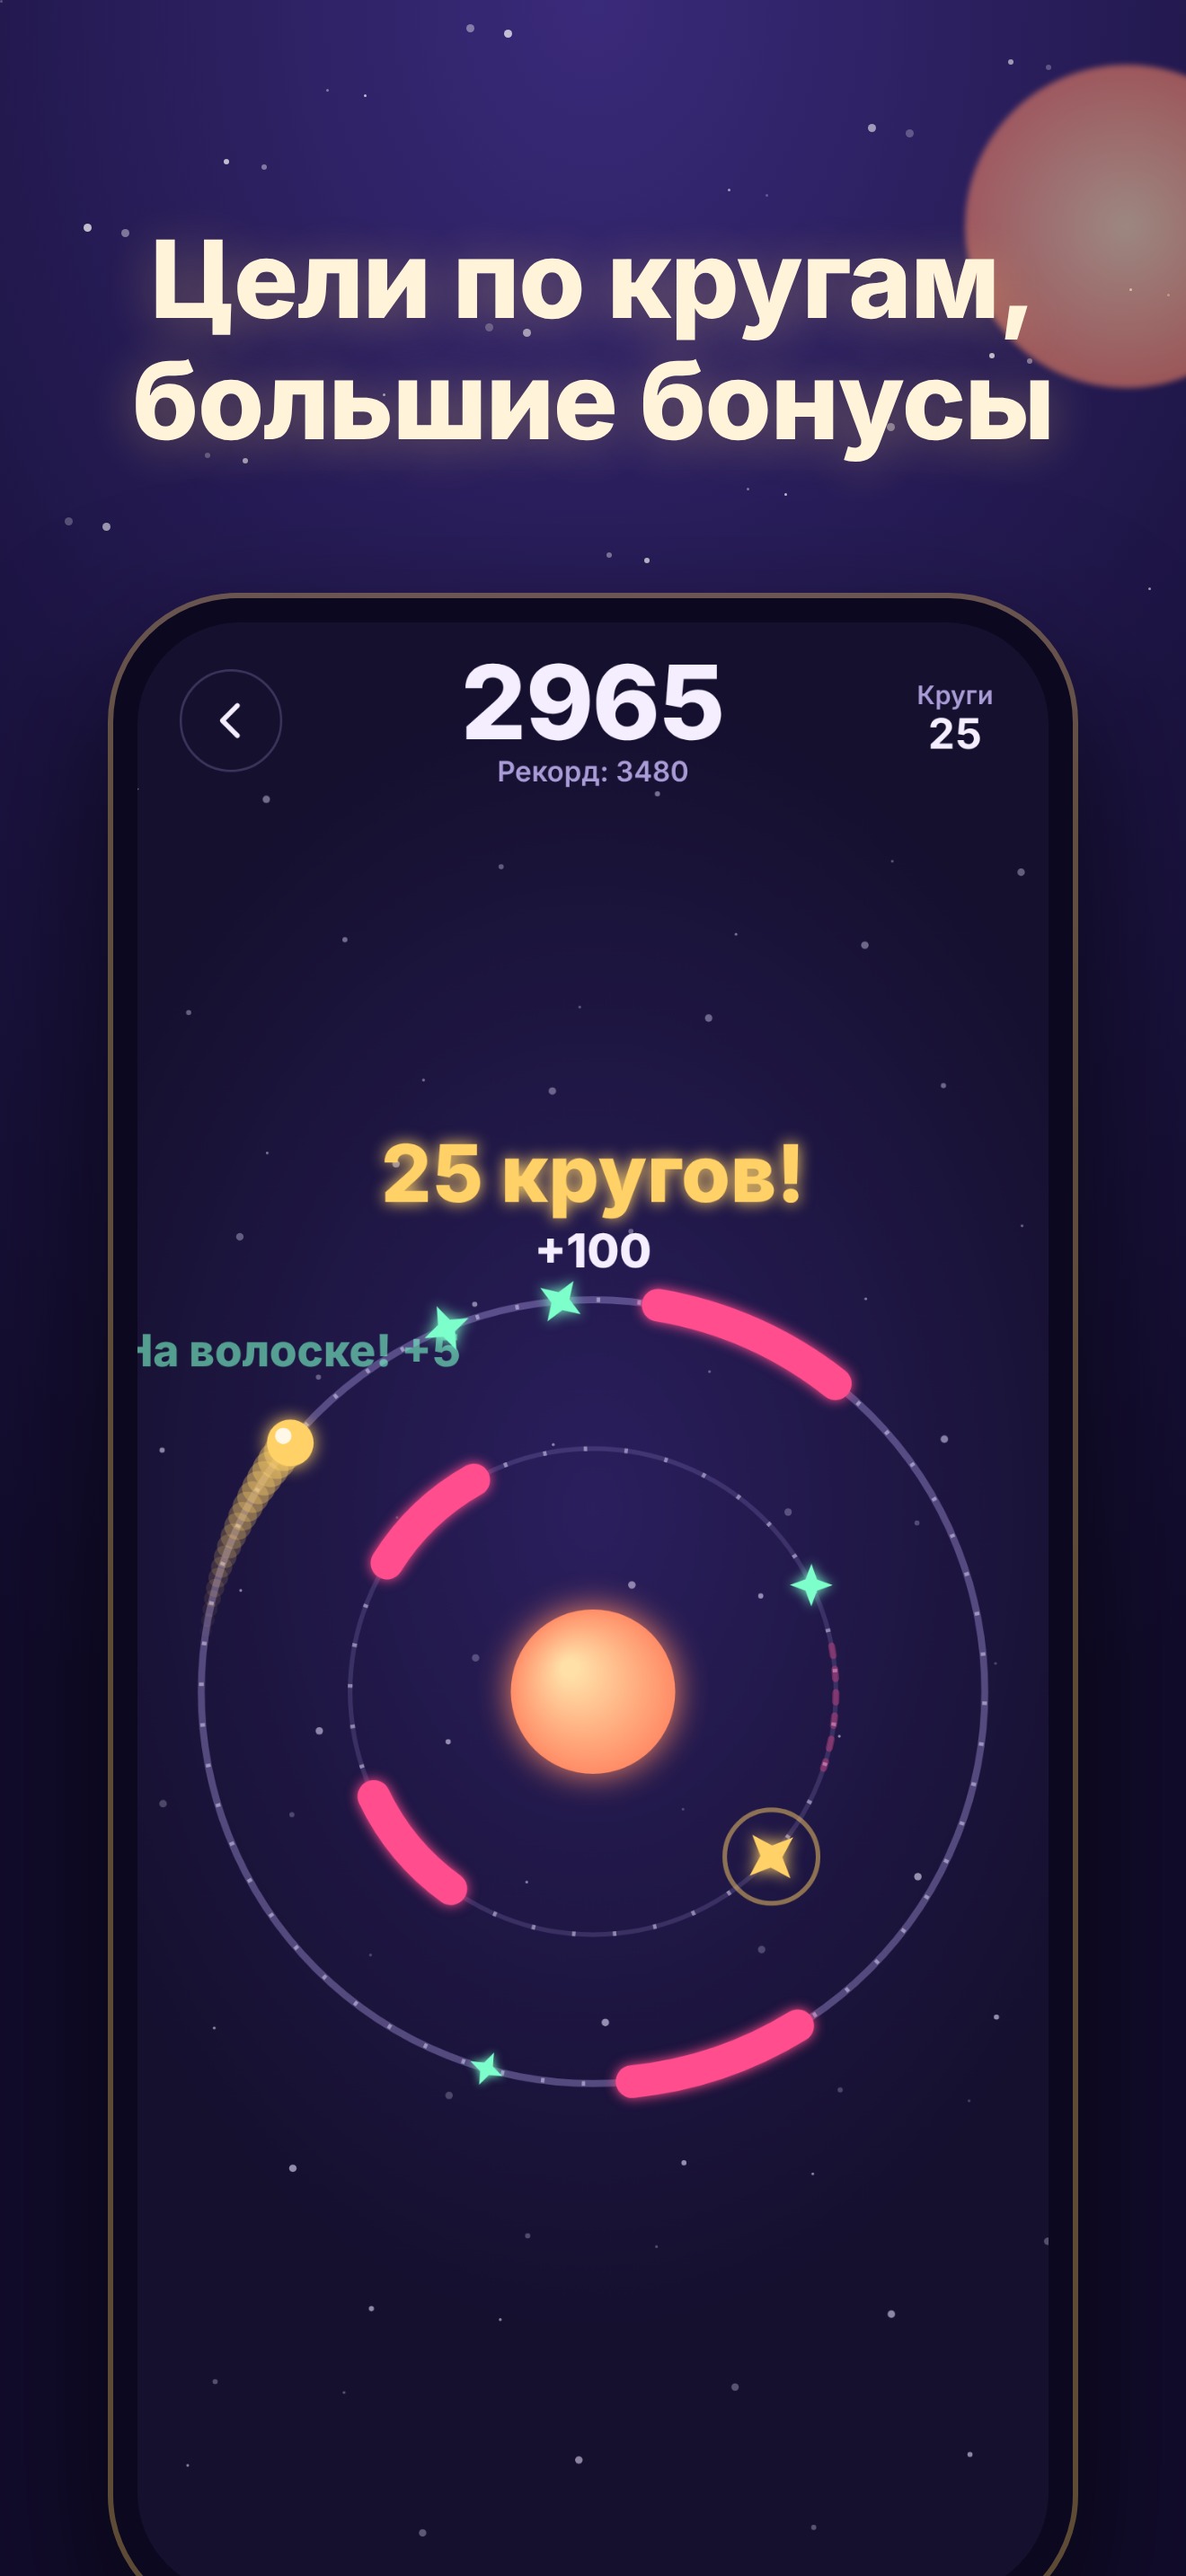 Цели по кругам,
большие бонусы
2965
Рекорд: 3480
Круги
25
25 кругов!
+100
волоске! +5